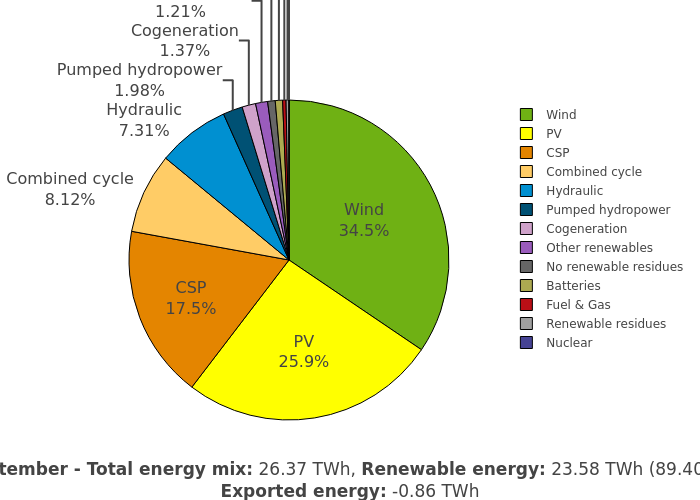 1.21%
Cogeneration
1.37%
Pumped hydropower
1.98%
Hydraulic
7.31%
Combined cycle
8.12%
CSP
17.5%
PV
25.9%
Wind
34.5%
Wind
PV
CSP
Combined cycle
Hydraulic
Pumped hydropower
Cogeneration
Other renewables
No renewable residues
Batteries
Fuel & Gas
Renewable residues
Nuclear
tember - Total energy mix: 26.37 TWh, Renewable energy: 23.58 TWh (89.40
Exported energy: -0.86 TWh